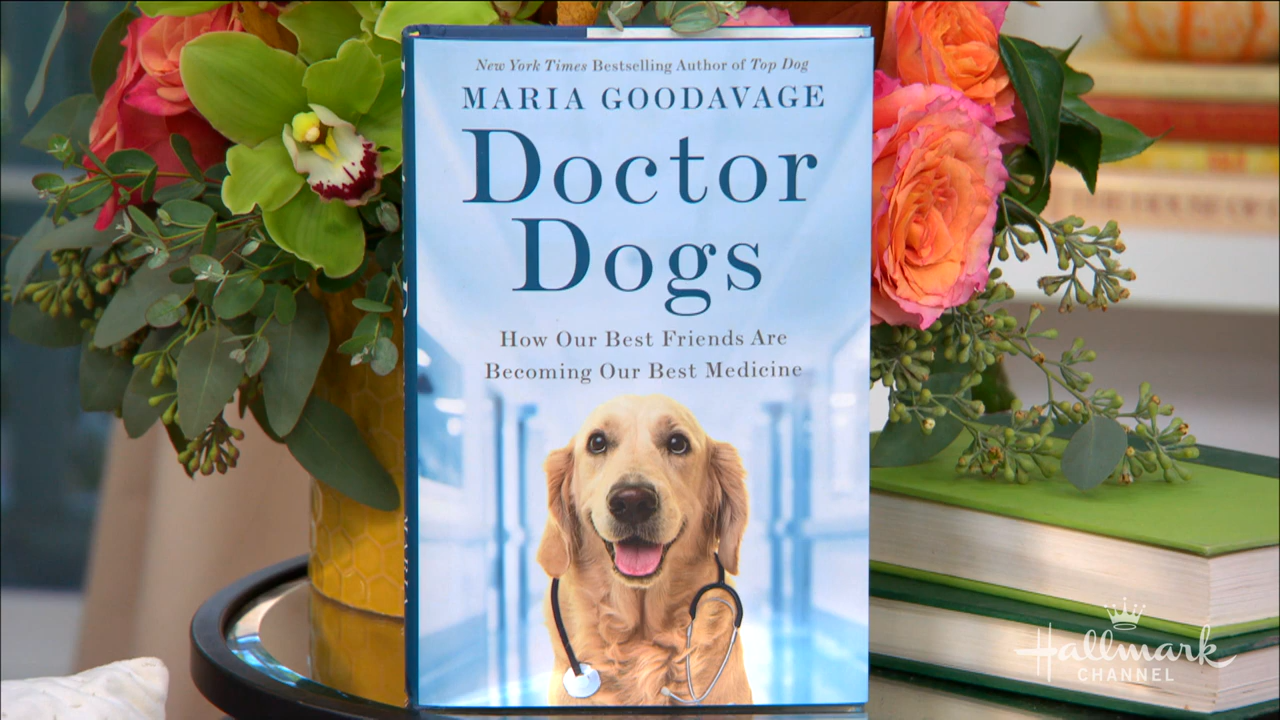 New York Times Bestselling Author of Top Dog
MARIA GOODAVAGE
Doctor
Dogs
How Our Best Friends Are
Becoming Our Best Medicine
Hallmark
CHANNEL